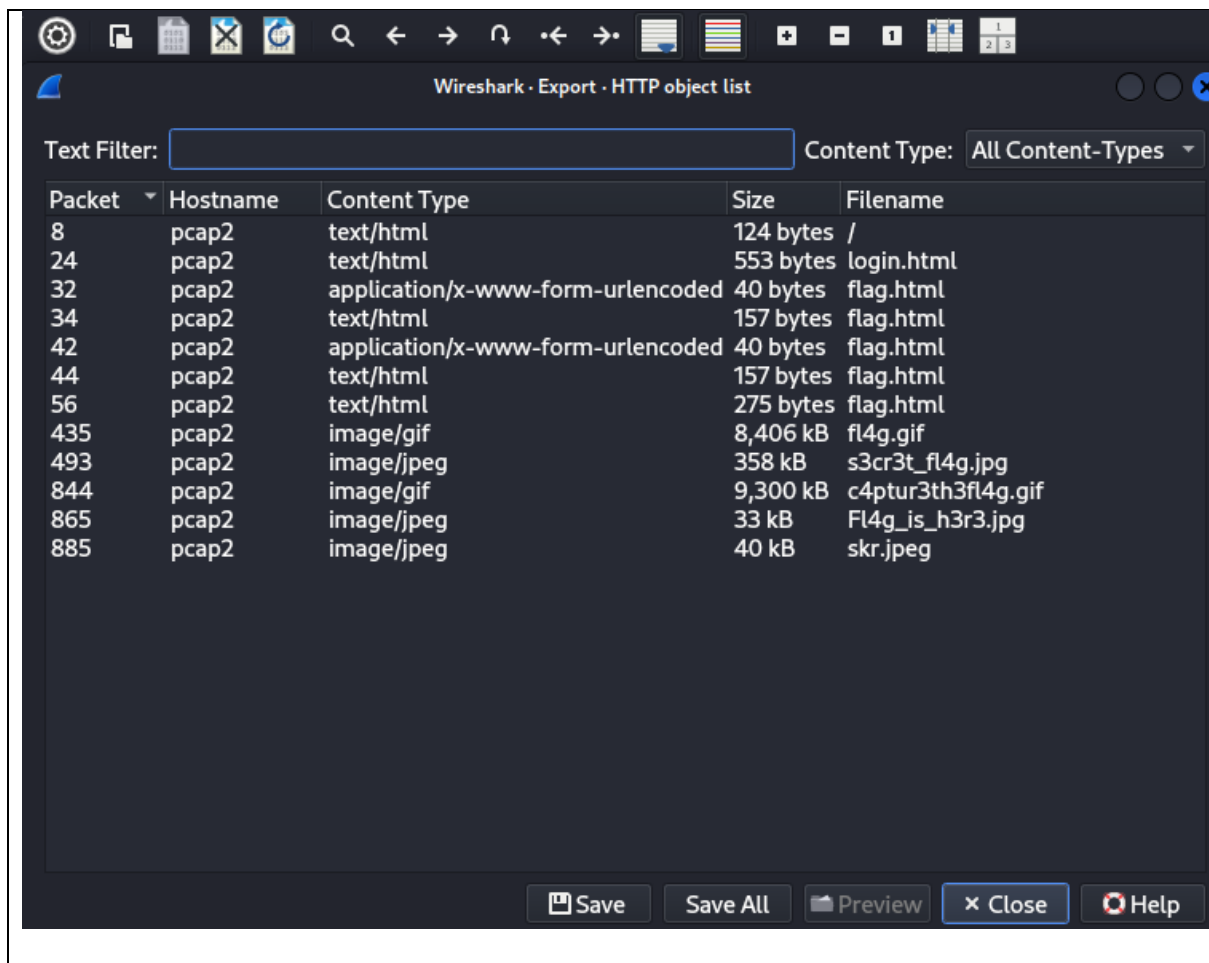 1
1
2 3
Wireshark · Export · HTTP object list
Text Filter: Content Type: All Content-Types
Packet Hostname Content Type Size Filename
8 pcap2 text/html 124 bytes /
24 pcap2 text/html 553 bytes login.html
32 pcap2 application/x-www-form-urlencoded 40 bytes flag.html
34 pcap2 text/html 157 bytes flag.html
42 pcap2 application/x-www-form-urlencoded 40 bytes flag.html
44 pcap2 text/html 157 bytes flag.html
56 pcap2 text/html 275 bytes flag.html
435 pcap2 image/gif 8,406 kB fl4g.gif
493 pcap2 image/jpeg 358 kB s3cr3t_fl4g.jpg
844 pcap2 image/gif 9,300 kB c4ptur3th3fl4g.gif
865 pcap2 image/jpeg 33 kB Fl4g_is_h3r3.jpg
885 pcap2 image/jpeg 40 kB skr.jpeg
Save Save All Preview Close Help